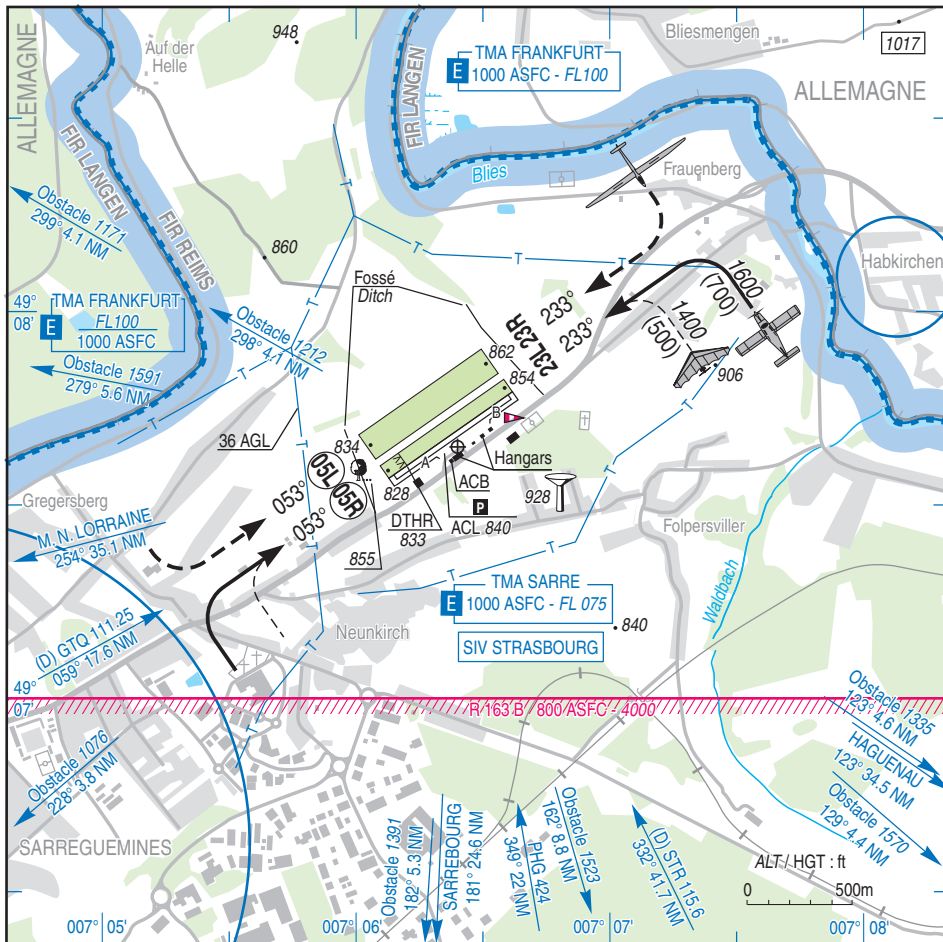 948
Auf der
Helle
ALLEMAGNE
FIR LANGEN
FIR REIMS
TMA FRANKFURT
E
1000 ASFC - FL100
FIR LANGEN
Bliesmengen
1017
ALLEMAGNE
Blies
Frauenberg
Habkirchen
Obstacle 1171
299° 4.1 NM
860
49°
08'
TMA FRANKFURT
E
FL100
1000 ASFC
Obstacle 1212
298° 4.1 NM
Obstacle 1591
279° 5.6 NM
Fossé
Ditch
T
T
T
T
T
T
T
T
T
T
T
23L
23R
233°
233°
1600
(700)
1400
(500)
906
862
854
B
A
36 AGL
834
828
05L
05R
053°
053°
DTHR
833
855
Hangars
ACB
P
ACL 840
928
Gregersberg
M. N. LORRAINE
254° 35.1 NM
Folpersviller
Waldbach
TMA SARRE
E
1000 ASFC - FL 075
SIV STRASBOURG
840
Neunkirch
(D) GTQ 111.25
059° 17.6 NM
49°
07'
R 163 B 800 ASFC - 4000
Obstacle 1335
123° 4.6 NM
HAGUENAU
123° 34.5 NM
Obstacle 1570
129° 4.4 NM
Obstacle 1076
228° 3.8 NM
SARREGUEMINES
Obstacle 1391
182° 5.3 NM
SARREBOURG
181° 24.6 NM
PHG 424
349° 22 NM
Obstacle 1523
162° 8.8 NM
(D) STR 115.6
332° 41.7 NM
ALT / HGT : ft
0 500m
007° 05'
007° 06'
007° 07'
007° 08'